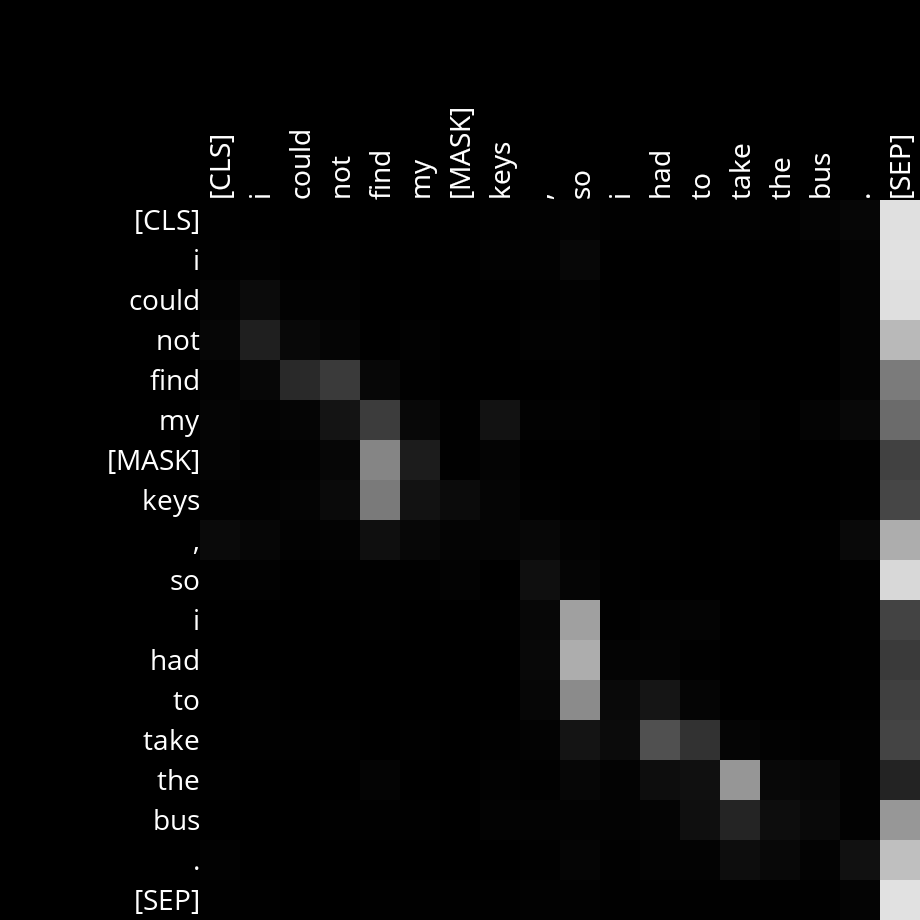 [CLS] i could not find my [MASK] keys , so i had to take the bus . [SEP]
[CLS]
i
could
not
find
my
[MASK]
keys
,
so
i
had
to
take
the
bus
.
[SEP]